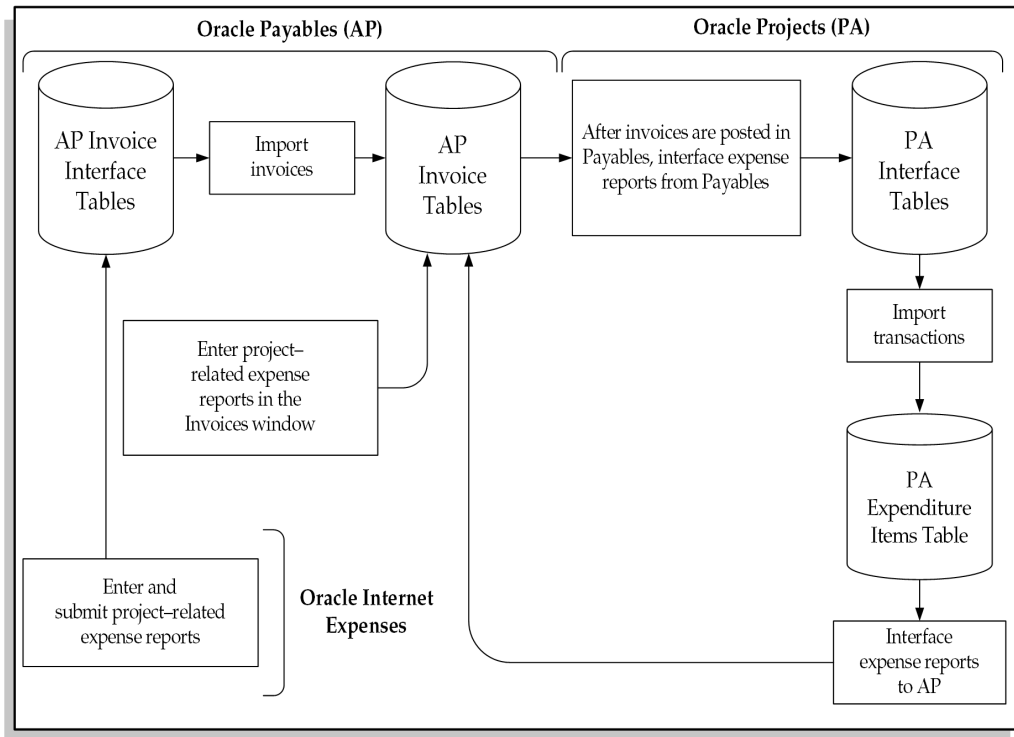 Oracle Payables (AP)
Oracle Projects (PA)
AP Invoice
Interface
Tables
Import
invoices
AP
Invoice
Tables
After invoices are posted in
Payables, interface expense
reports from Payables
PA
Interface
Tables
Enter project–
related expense
reports in the
Invoices window
Import
transactions
PA
Expenditure
Items Table
Enter and
submit project–related
expense reports
Oracle Internet
Expenses
Interface
expense reports
to AP